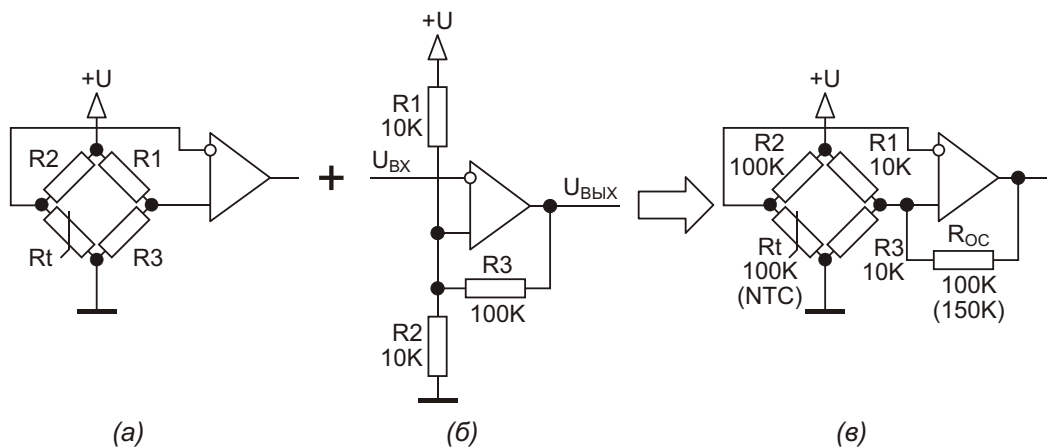 +U
R2
R1
Rt
R3
(а)
+
+U
R1
10K
UВХ
UВЫХ
R3
100K
R2
10K
(б)
+U
R2
100K
R1
10K
Rt
100K
(NTC)
R3
10K
RОС
100K
(150K)
(в)